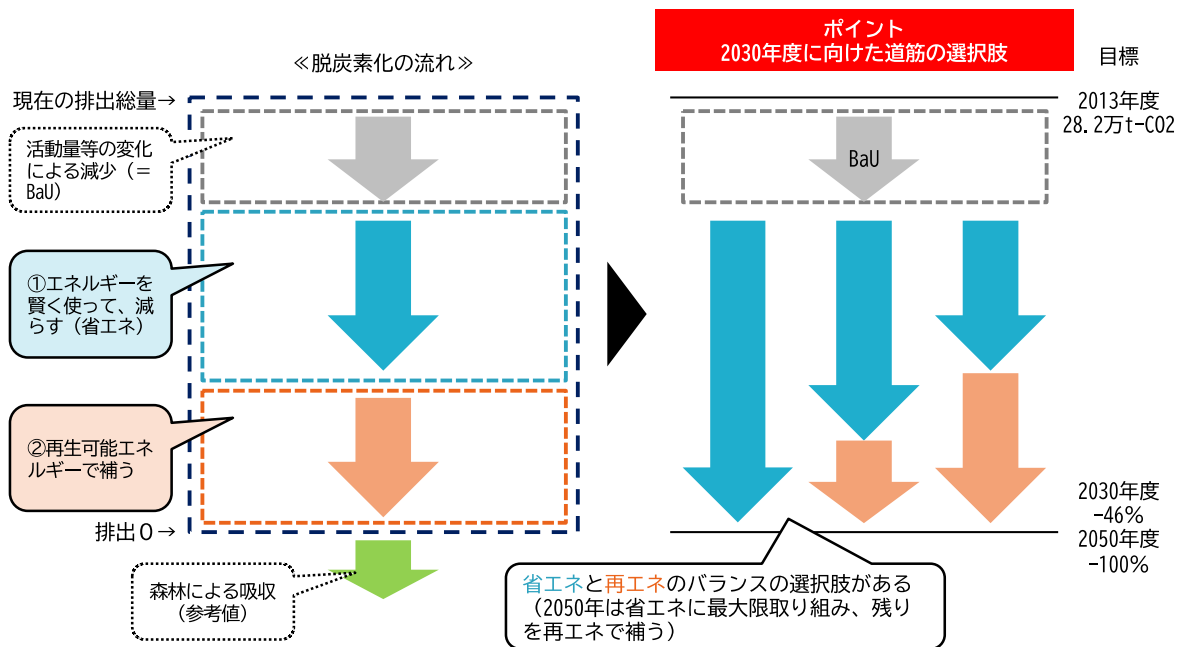 ポイント
2030年度に向けた道筋の選択肢
≪脱炭素化の流れ≫
目標
現在の排出総量→
2013年度
28.2万t-CO2
活動量等の変化
による減少（＝
BaU）
BaU
①エネルギーを
賢く使って、減
らす（省エネ）
②再生可能エネ
ルギーで補う
2030年度
-46%
排出０→
2050年度
-100%
森林による吸収
（参考値）
省エネと再エネのバランスの選択肢がある
（2050年は省エネに最大限取り組み、残り
を再エネで補う）